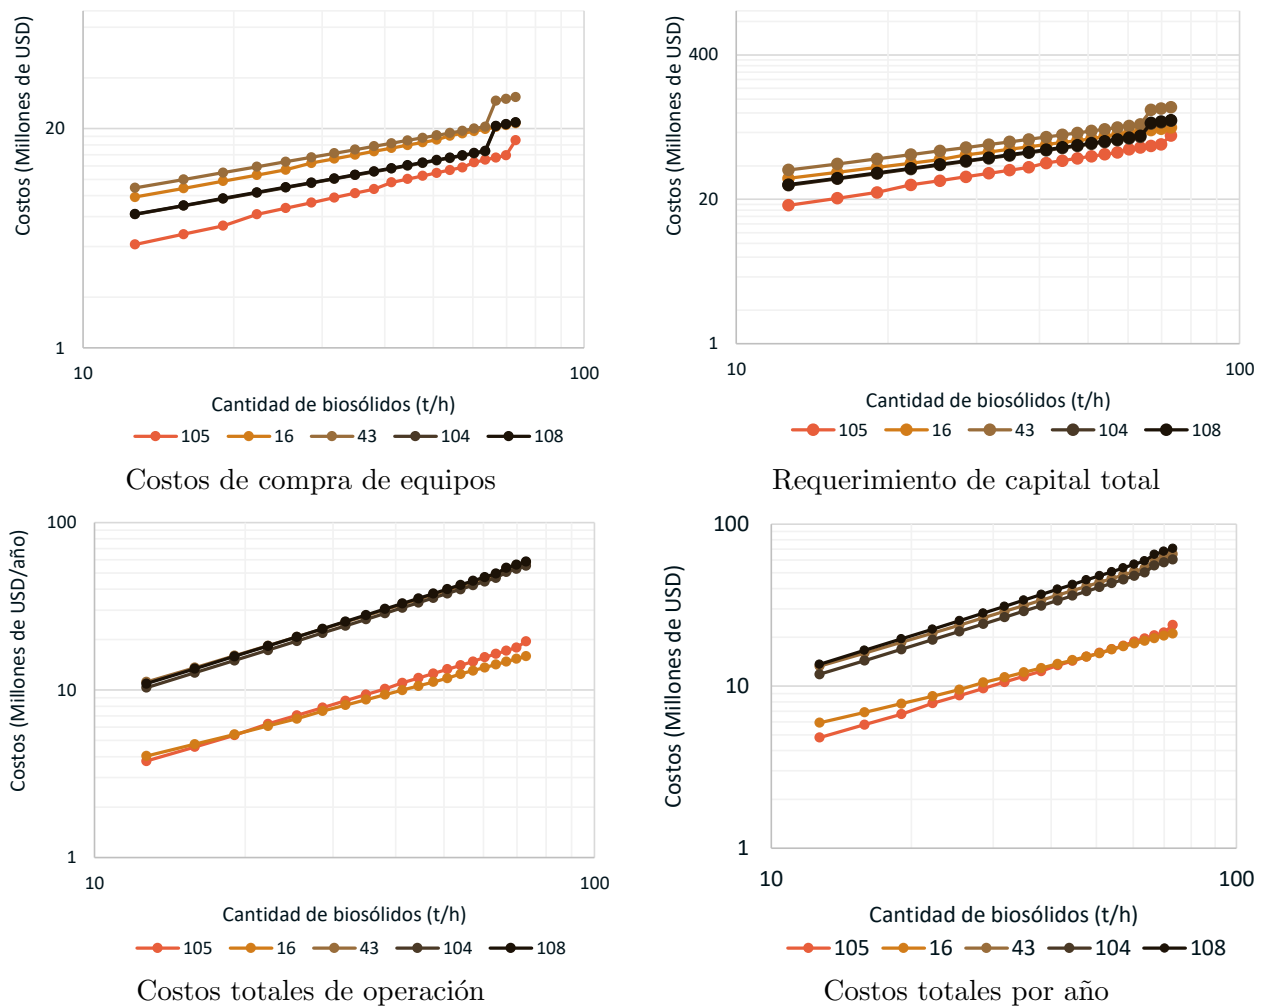 Costos (Millones de USD)
20
1
10
100
Cantidad de biosólidos (t/h)
105 16 43 104 108
Costos de compra de equipos
Costos (Millones de USD)
400
20
1
10
100
Cantidad de biosólidos (t/h)
105 16 43 104 108
Requerimiento de capital total
Costos (Millones de USD/año)
100
10
1
10
100
Cantidad de biosólidos (t/h)
105 16 43 104 108
Costos totales de operación
Costos (Millones de USD)
100
10
1
10
100
Cantidad de biosólidos (t/h)
105 16 43 104 108
Costos totales por año